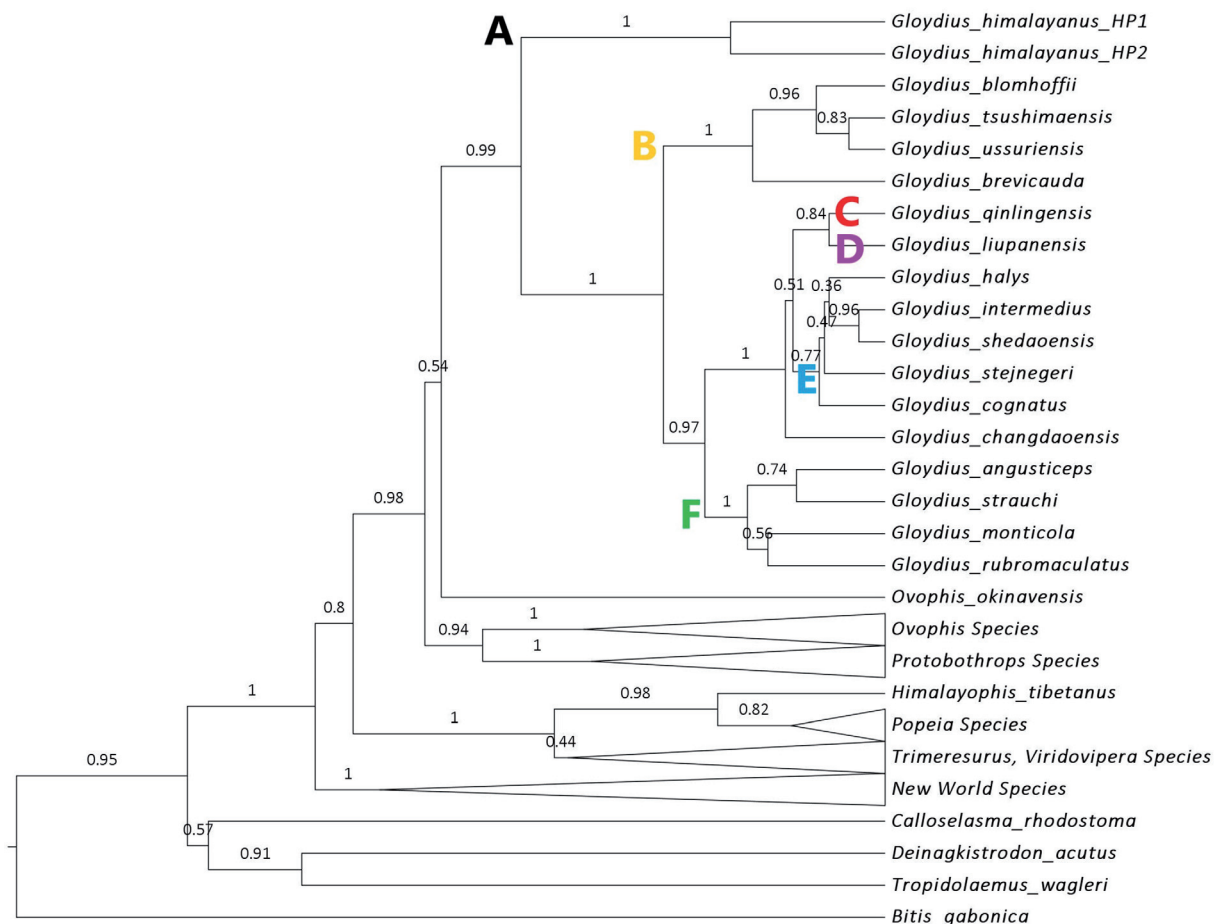 A
1
Gloydius_himalayanus_HP1
Gloydius_himalayanus_HP2
0.96
Gloydius_blomhoffii
0.83
Gloydius_tsushimaensis
B
1
0.99
Gloydius_ussuriensis
Gloydius_brevicauda
0.84
C
Gloydius_qinlingensis
D
Gloydius_liupanensis
1
0.51
0.36
Gloydius_halys
0.96
Gloydius_intermedius
0.47
Gloydius_shedaoensis
1
0.77
0.54
E
Gloydius_stejnegeri
Gloydius_cognatus
0.97
Gloydius_changdaoensis
0.74
Gloydius_angusticeps
0.98
F
1
Gloydius_strauchi
0.56
Gloydius_monticola
Gloydius_rubromaculatus
Ovophis_okinavensis
0.8
0.94
1
Ovophis Species
1
Protobothrops Species
1
0.98
Himalayophis_tibetanus
1
0.82
Popeia Species
0.44
Trimeresurus, Viridovipera Species
0.95
1
New World Species
0.57
Calloselasma_rhodostoma
0.91
Deinagkistrodon_acutus
Tropidolaemus_wagleri
Bitis_gabonica